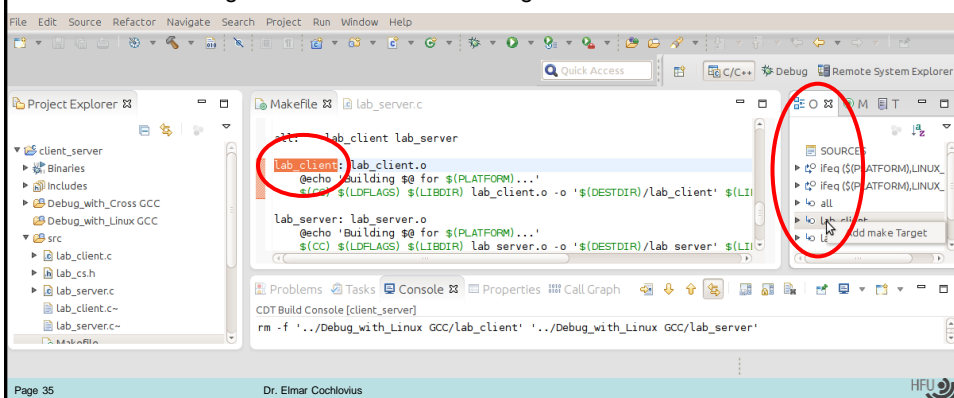 File Edit Source Refactor Navigate Search Project Run Window Help
Quick Access
C/C++
Debug
Remote System Explorer
Project Explorer
Makefile
lab_server.c
O
M
T
client_server
Binaries
Includes
Debug_with_Cross GCC
Debug_with_Linux GCC
src
lab_client.c
lab_cs.h
lab_server.c
lab_client.c~
lab_server.c~
Makefile
all: lab_client lab_server
lab_client: lab_client.o
@echo 'Building $@ for $(PLATFORM)...'
$(CC) $(LDFLAGS) $(LIBDIR) lab_client.o -o '$(DESTDIR)/lab_client' $(LI
lab_server: lab_server.o
@echo 'Building $@ for $(PLATFORM)...'
$(CC) $(LDFLAGS) $(LIBDIR) lab_server.o -o '$(DESTDIR)/lab_server' $(LI
SOURCES
ifeq ($(PLATFORM),LINUX_
ifeq ($(PLATFORM),LINUX_
all
lab_client
Add make Target
Problems
Tasks
Console
Properties
Call Graph
CDT Build Console [client_server]
rm -f '../Debug_with_Linux GCC/lab_client' '../Debug_with_Linux GCC/lab_server'
Page 35
Dr. Elmar Cochlovius
HFU